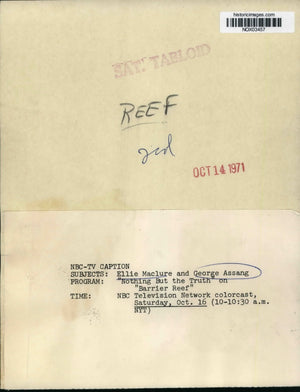 historicimages.com
NOX03457
SAT. TABLOID
REEF
2col
OCT 14 1971
NBC-TV CAPTION
SUBJECTS: Ellie Maclure and George Assang
PROGRAM: "Nothing But the Truth" on
"Barrier Reef"
TIME: NBC Television Network colorcast,
Saturday, Oct. 16 (10-10:30 a.m.
NYT)